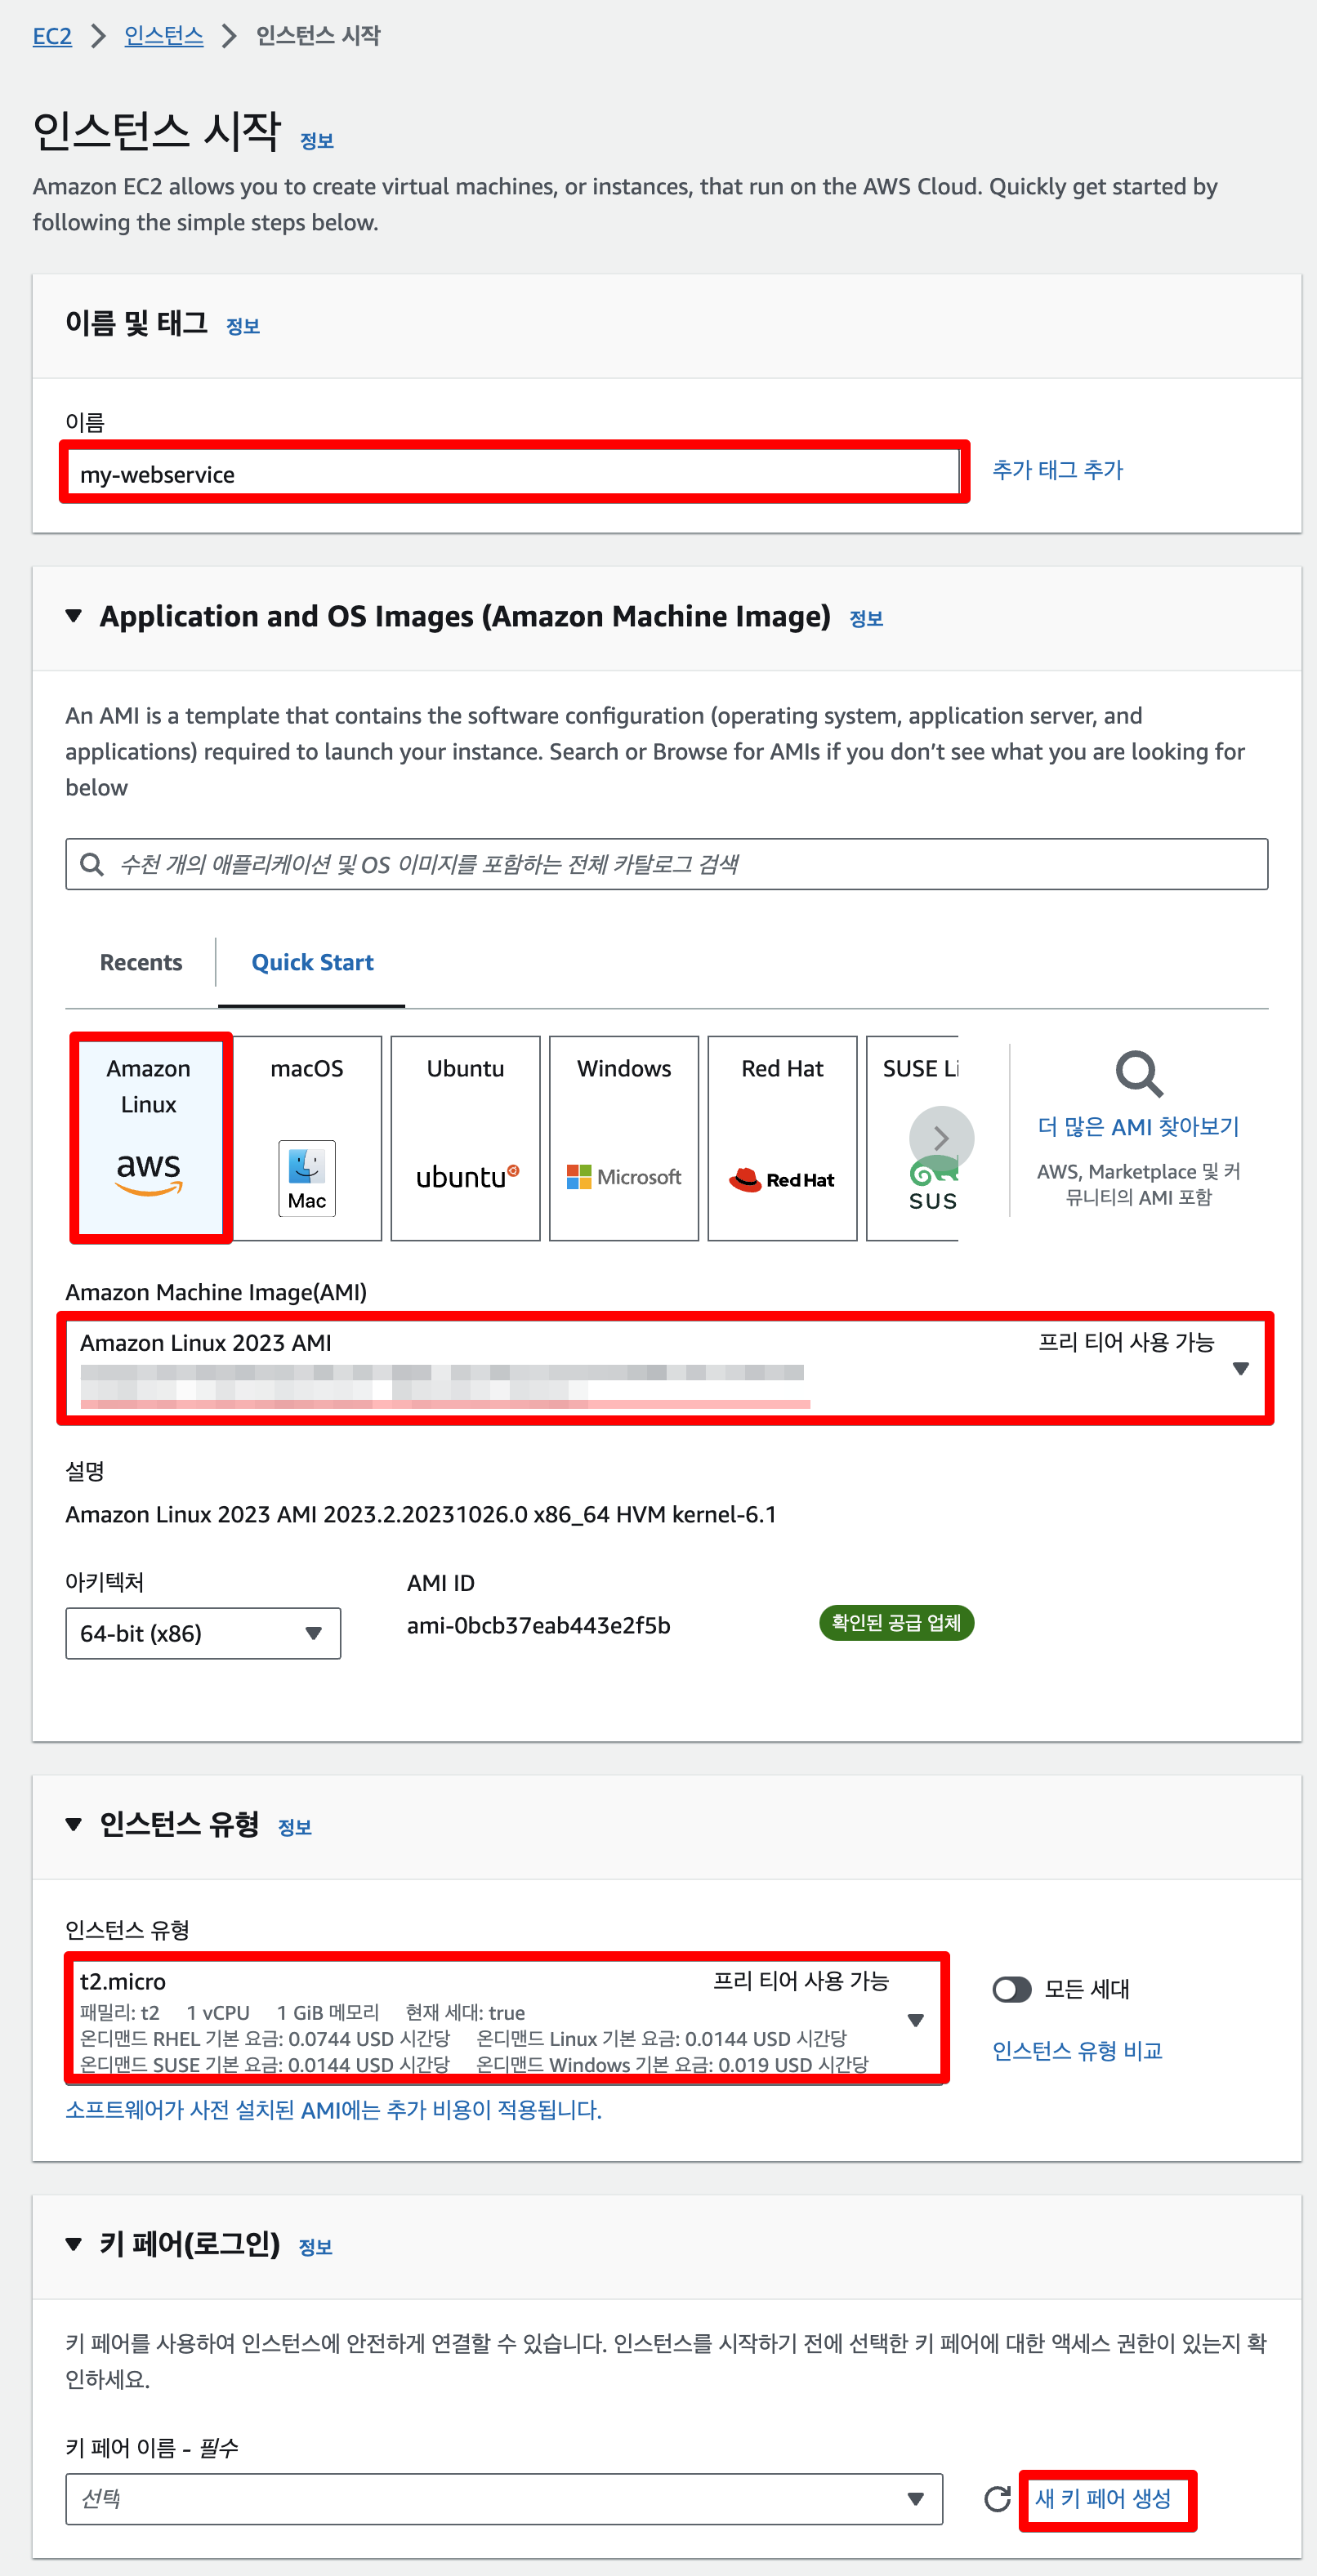 EC2 > 인스턴스 > 인스턴스 시작
인스턴스 시작 정보
Amazon EC2 allows you to create virtual machines, or instances, that run on the AWS Cloud. Quickly get started by
following the simple steps below.
이름 및 태그 정보
이름
my-webservice
추가 태그 추가
Application and OS Images (Amazon Machine Image) 정보
An AMI is a template that contains the software configuration (operating system, application server, and
applications) required to launch your instance. Search or Browse for AMIs if you don’t see what you are looking for
below
수천 개의 애플리케이션 및 OS 이미지를 포함하는 전체 카탈로그 검색
Recents Quick Start
Amazon
Linux
aws
macOS
Mac
Ubuntu
ubuntu
Windows
Microsoft
Red Hat
Red Hat
SUSE Li
SUS
더 많은 AMI 찾아보기
AWS, Marketplace 및 커
뮤니티의 AMI 포함
Amazon Machine Image(AMI)
Amazon Linux 2023 AMI 프리 티어 사용 가능
설명
Amazon Linux 2023 AMI 2023.2.20231026.0 x86_64 HVM kernel-6.1
아키텍처 AMI ID
64-bit (x86) ami-0bcb37eab443e2f5b 확인된 공급 업체
인스턴스 유형 정보
인스턴스 유형
t2.micro 프리 티어 사용 가능
패밀리: t2 1 vCPU 1 GiB 메모리 현재 세대: true
온디맨드 RHEL 기본 요금: 0.0744 USD 시간당 온디맨드 Linux 기본 요금: 0.0144 USD 시간당
온디맨드 SUSE 기본 요금: 0.0144 USD 시간당 온디맨드 Windows 기본 요금: 0.019 USD 시간당
모든 세대
인스턴스 유형 비교
소프트웨어가 사전 설치된 AMI에는 추가 비용이 적용됩니다.
키 페어(로그인) 정보
키 페어를 사용하여 인스턴스에 안전하게 연결할 수 있습니다. 인스턴스를 시작하기 전에 선택한 키 페어에 대한 액세스 권한이 있는지 확
인하세요.
키 페어 이름 - 필수
선택
새 키 페어 생성